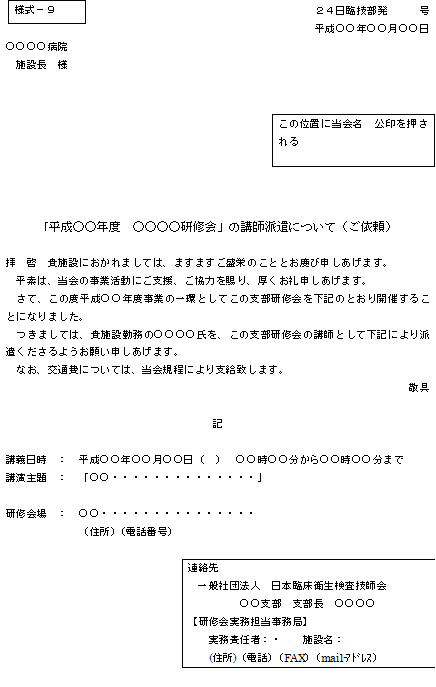 様式－９
２４日臨技部発　　　号
平成〇〇年〇〇月〇〇日
〇〇〇〇病院
施設長　様
この位置に当会名　公印を押さ
れる
「平成〇〇年度　〇〇〇〇研修会」の講師派遣について（ご依頼）
拝　啓　貴施設におかれましては、ますますご盛栄のこととお慶び申しあげます。
平素は、当会の事業活動にご支援、ご協力を賜り、厚くお礼申しあげます。
さて、この度平成〇〇年度事業の一環としてこの支部研修会を下記のとおり開催するこ
とになりました。
つきましては、貴施設勤務の〇〇〇〇氏を、この支部研修会の講師として下記により派
遣くださるようお願い申しあげます。
なお、交通費については、当会規程により支給致します。
敬具
記
講義日時　：　平成〇〇年〇〇月〇〇日（　）　〇〇時〇〇分から〇〇時〇〇分まで
講演主題　：　「〇〇・・・・・・・・・・・・・・・」
研修会場　：　〇〇・・・・・・・・・・・・・・・
（住所）（電話番号）
連絡先
一般社団法人　日本臨床衛生検査技師会
〇〇支部　支部長　〇〇〇〇
【研修会実務担当事務局】
実務責任者：・　　施設名：
(住所)（電話）（FAX）（mail-ｱﾄﾞﾚｽ）